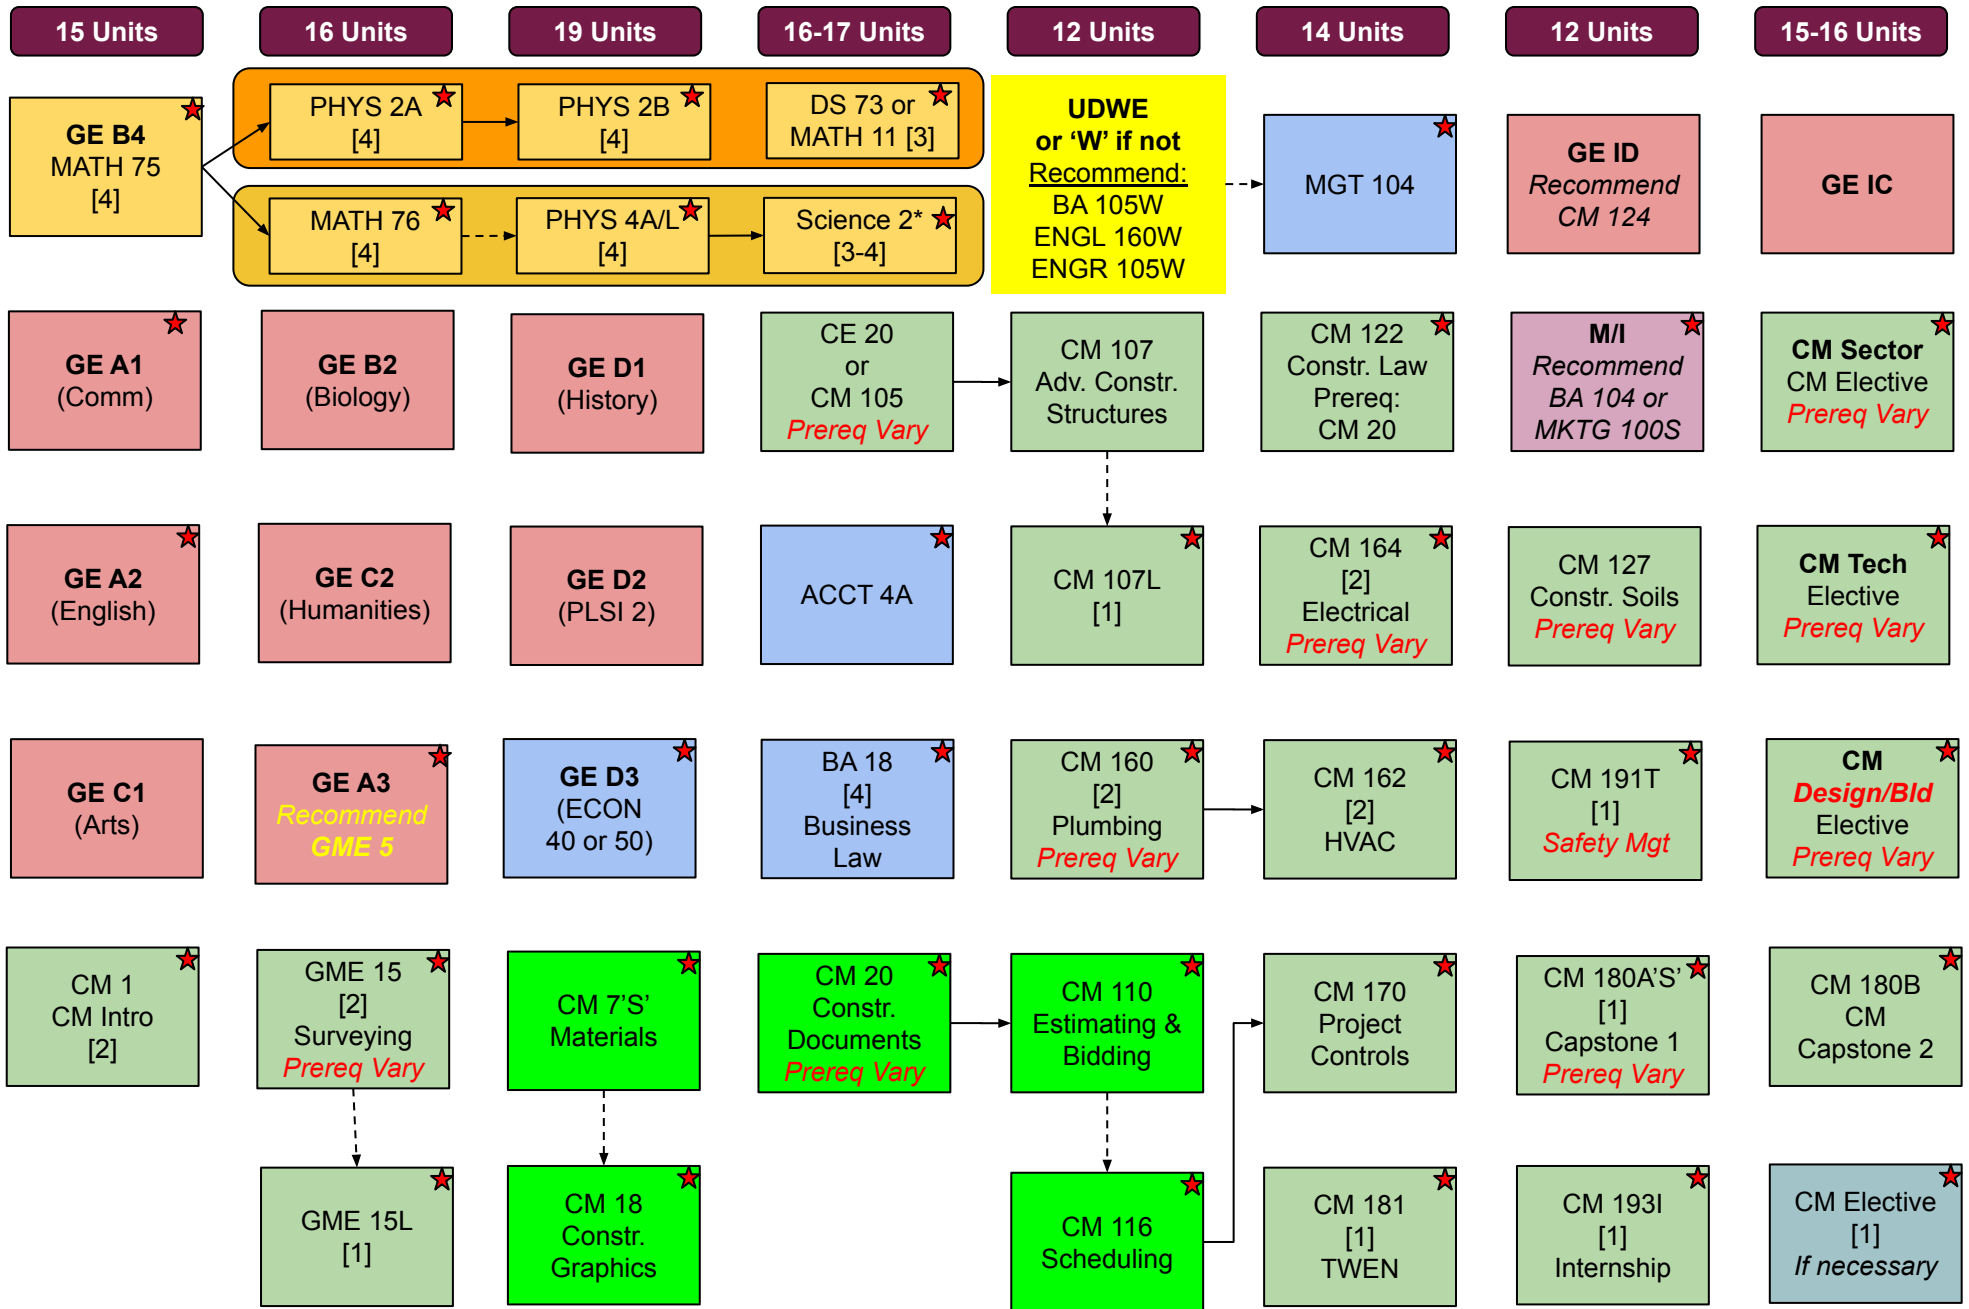 15 Units
16 Units
19 Units
16-17 Units
12 Units
14 Units
12 Units
15-16 Units
GE B4
MATH 75
[4]
PHYS 2A
[4]
PHYS 2B
[4]
DS 73 or
MATH 11 [3]
MATH 76
[4]
PHYS 4A/L
[4]
Science 2*
[3-4]
UDWE
or ‘W’ if not
Recommend:
BA 105W
ENGL 160W
ENGR 105W
MGT 104
GE ID
Recommend
CM 124
GE IC
GE A1
(Comm)
GE B2
(Biology)
GE D1
(History)
CE 20
or
CM 105
Prereq Vary
CM 107
Adv. Constr.
Structures
CM 122
Constr. Law
Prereq:
CM 20
M/I
Recommend
BA 104 or
MKTG 100S
CM Sector
CM Elective
Prereq Vary
GE A2
(English)
GE C2
(Humanities)
GE D2
(PLSI 2)
ACCT 4A
CM 107L
[1]
CM 164
[2]
Electrical
Prereq Vary
CM 127
Constr. Soils
Prereq Vary
CM Tech
Elective
Prereq Vary
GE C1
(Arts)
GE A3
Recommend
GME 5
GE D3
(ECON
40 or 50)
BA 18
[4]
Business
Law
CM 160
[2]
Plumbing
Prereq Vary
CM 162
[2]
HVAC
CM 191T
[1]
Safety Mgt
CM
Design/Bld
Elective
Prereq Vary
CM 1
CM Intro
[2]
GME 15
[2]
Surveying
Prereq Vary
CM 7’S’
Materials
CM 20
Constr.
Documents
Prereq Vary
CM 110
Estimating &
Bidding
CM 170
Project
Controls
CM 180A’S’
[1]
Capstone 1
Prereq Vary
CM 180B
CM
Capstone 2
GME 15L
[1]
CM 18
Constr.
Graphics
CM 116
Scheduling
CM 181
[1]
TWEN
CM 193I
[1]
Internship
CM Elective
[1]
If necessary